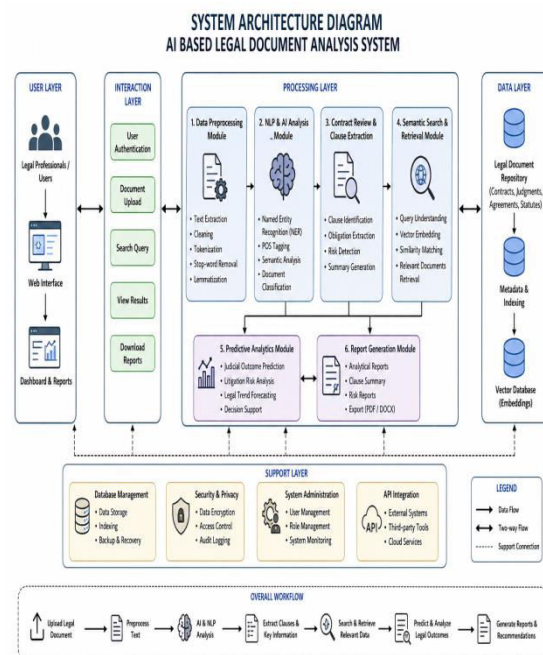 SYSTEM ARCHITECTURE DIAGRAM
AI BASED LEGAL DOCUMENT ANALYSIS SYSTEM
USER LAYER
Legal Professionals /
Users
Web Interface
Dashboard & Reports
INTERACTION
LAYER
User
Authentication
Document
Upload
Search Query
View Results
Download
Reports
PROCESSING LAYER
1. Data Preprocessing
Module
• Text Extraction
• Cleaning
• Tokenization
• Stop-word Removal
• Lemmatization
2. NLP & AI Analysis
Module
• Named Entity
Recognition (NER)
• POS Tagging
• Semantic Analysis
• Document
Classification
3. Contract Review &
Clause Extraction
• Clause Identification
• Obligation Extraction
• Risk Detection
• Summary Generation
4. Semantic Search &
Retrieval Module
• Query Understanding
• Vector Embedding
• Similarity Matching
• Relevant Documents
Retrieval
5. Predictive Analytics Module
• Judicial Outcome Prediction
• Litigation Risk Analysis
• Legal Trend Forecasting
• Decision Support
6. Report Generation Module
• Analytical Reports
• Clause Summary
• Risk Reports
• Export (PDF / DOCX)
DATA LAYER
Legal Document
Repository
(Contracts, Judgments,
Agreements, Statutes)
Metadata &
Indexing
Vector Database
(Embeddings)
SUPPORT LAYER
Database Management
• Data Storage
• Indexing
• Backup & Recovery
Security & Privacy
• Data Encryption
• Access Control
• Audit Logging
System Administration
• User Management
• Role Management
• System Monitoring
API Integration
API
• External Systems
• Third-party Tools
• Cloud Services
LEGEND
Data Flow
Two-way Flow
Support Connection
OVERALL WORKFLOW
Upload Legal
Document
Preprocess
Text
AI & NLP
Analysis
Extract Clauses &
Key Information
Search & Retrieve
Relevant Data
Predict & Analyze
Legal Outcomes
Generate Reports &
Recommendations